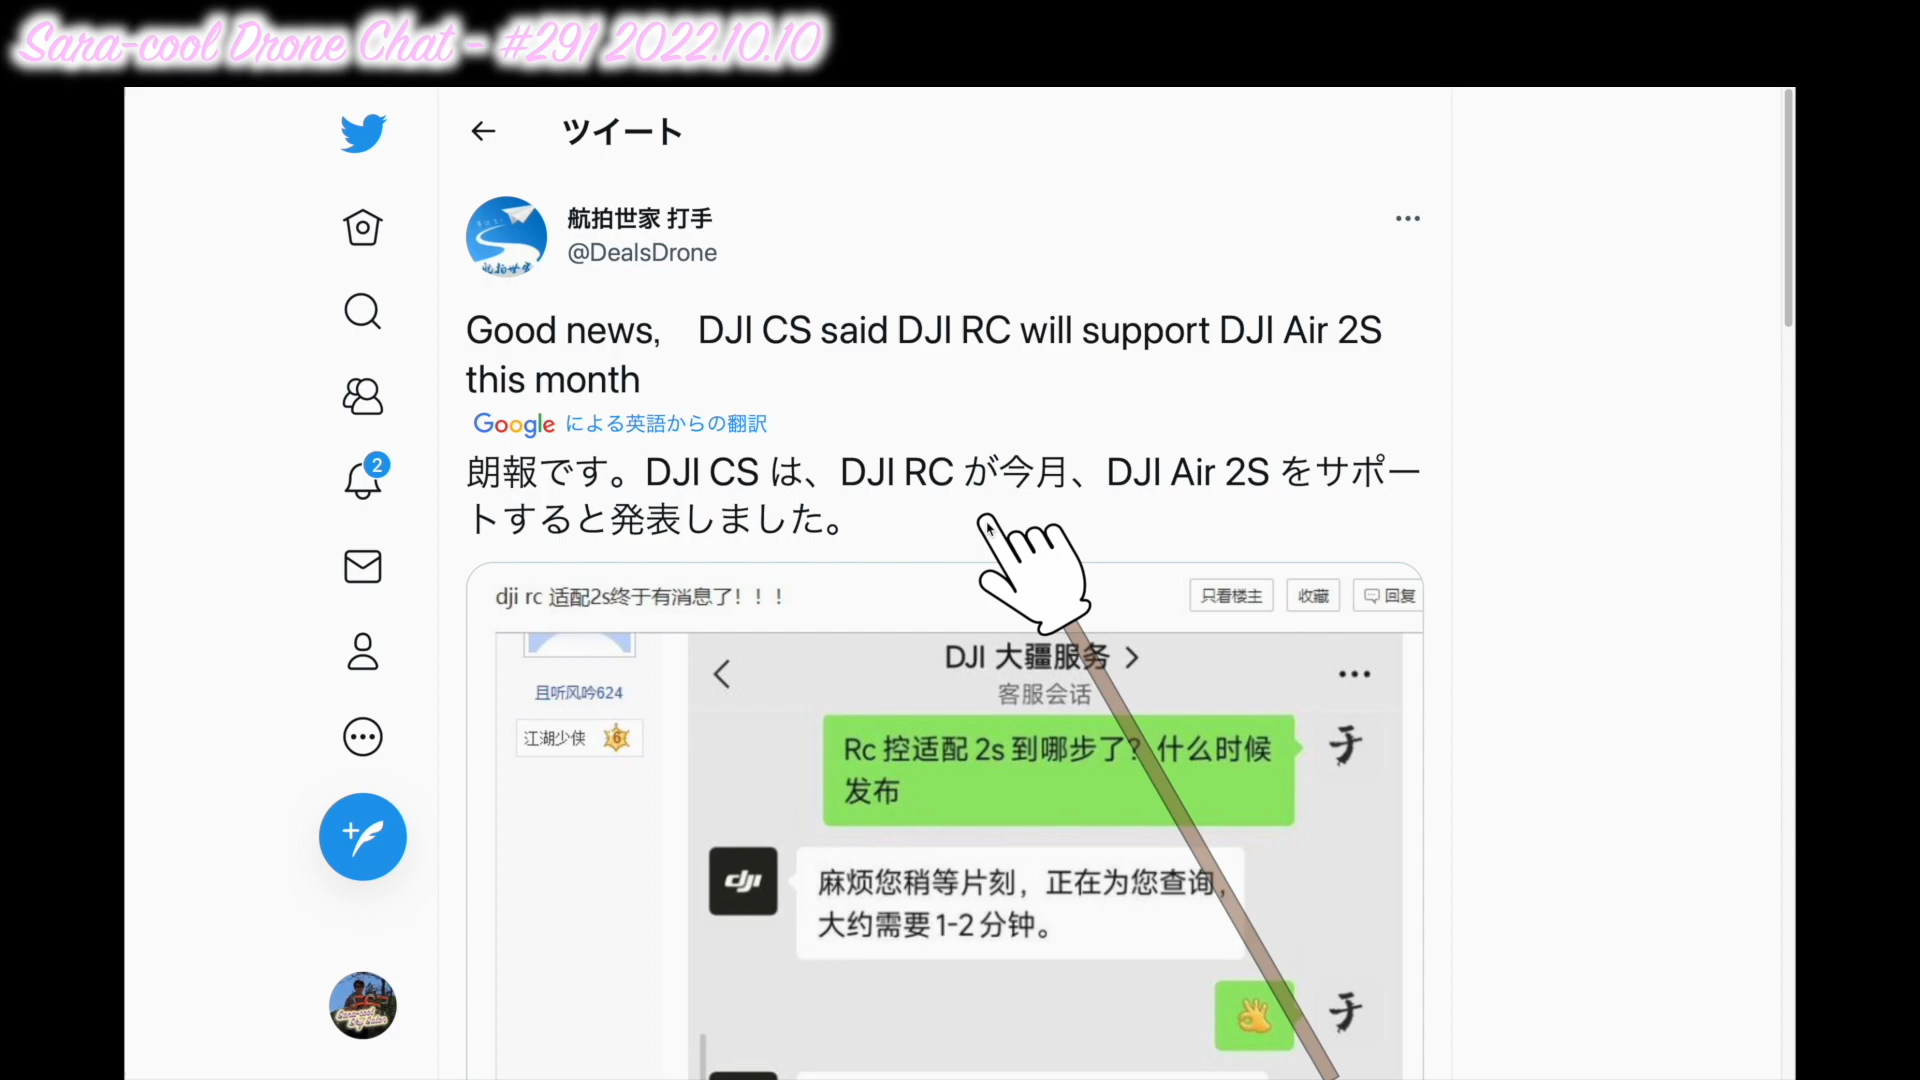 Sara-cool Drone Chat - #291 2022.10.10
ツイート
航拍世家 打手
@DealsDrone
Good news, DJI CS said DJI RC will support DJI Air 2S
this month
Google による英語からの翻訳
朗報です。DJI CS は、DJI RC が今月、DJI Air 2S をサポー
トすると発表しました。
2
dji rc 适配2s终于有消息了！！！
只看楼主
收藏
回复
DJI 大疆服务
客服会话
且听风吟624
江湖少侠 6
Rc 控适配 2s 到哪步了？什么时候
发布
dji
麻烦您稍等片刻，正在为您查询，
大约需要 1-2 分钟。